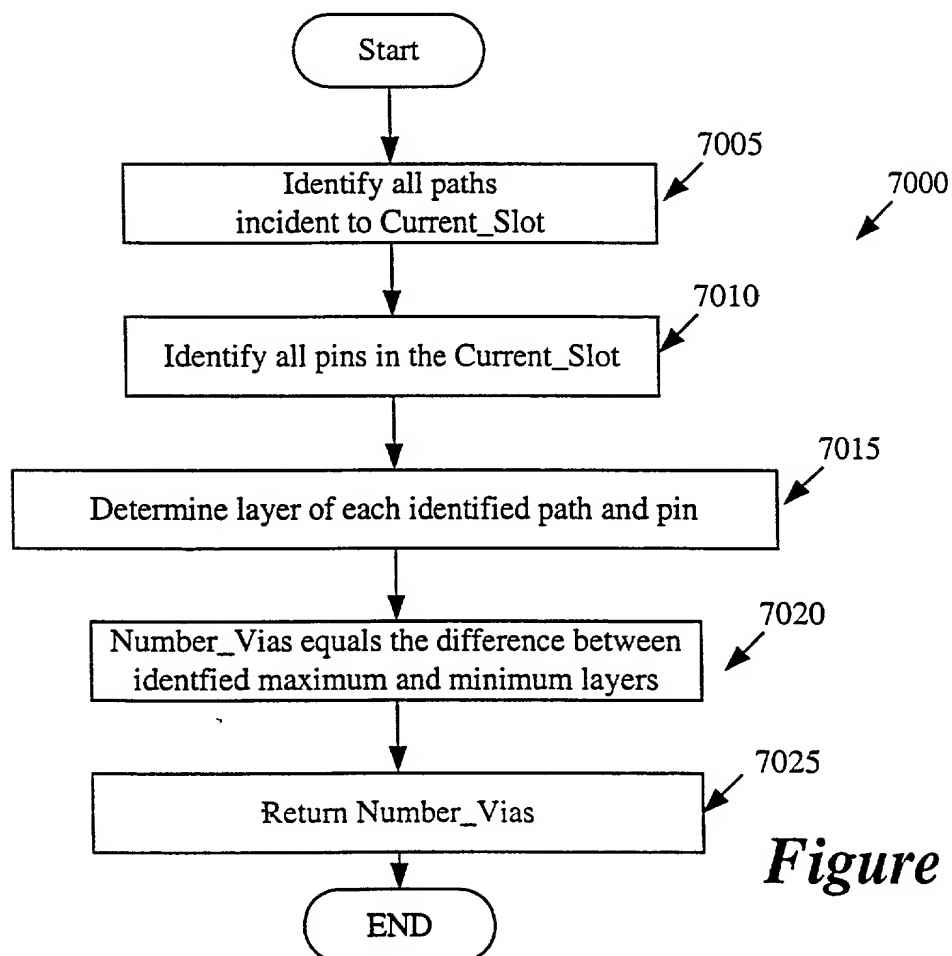 Start
7005
Identify all paths
incident to Current_Slot
7000
7010
Identify all pins in the Current_Slot
7015
Determine layer of each identified path and pin
7020
Number_Vias equals the difference between
identfied maximum and minimum layers
7025
Return Number_Vias
Figure
END